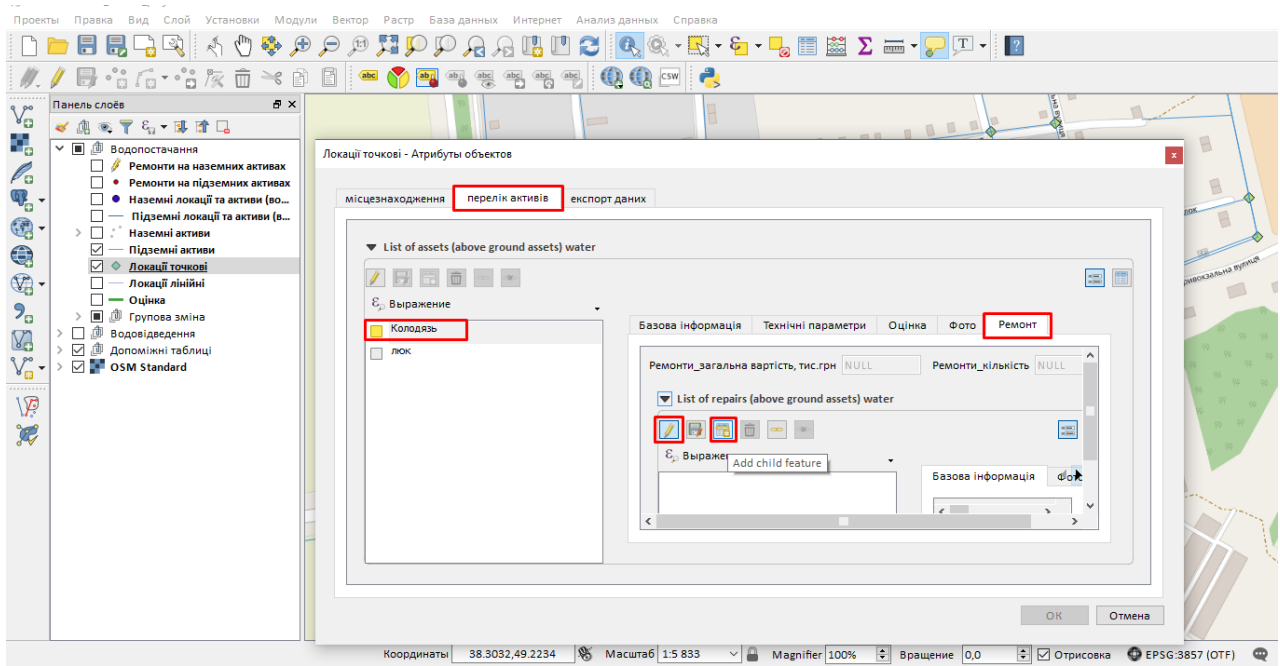 Проекты Правка Вид Слой Установки Модули Вектор Растр База данных Интернет Анализ данных Справка
Панель слоёв
Водопостачання
Ремонти на наземних активах
Ремонти на підземних активах
Наземні локації та активи (во...
Підземні локації та активи (в...
Наземні активи
Підземні активи
Локації точкові
Локації лінійні
Оцінка
Групова зміна
Водовідведення
Допоміжні таблиці
OSM Standard
Локації точкові - Атрибуты объектов
місцезнаходження перелік активів експорт даних
List of assets (above ground assets) water
Выражение
Колодязь
люк
Базова інформація Технічні параметри Оцінка Фото Ремонт
Ремонти_загальна вартість, тис.грн NULL Ремонти_кількість NULL
List of repairs (above ground assets) water
Выраже
Add child feature
Базова інформація
OK Отмена
Координаты 38.3032,49.2234 Масштаб 1:5 833 Magnifier 100% Вращение 0,0 Отрисовка EPSG:3857 (OTF)